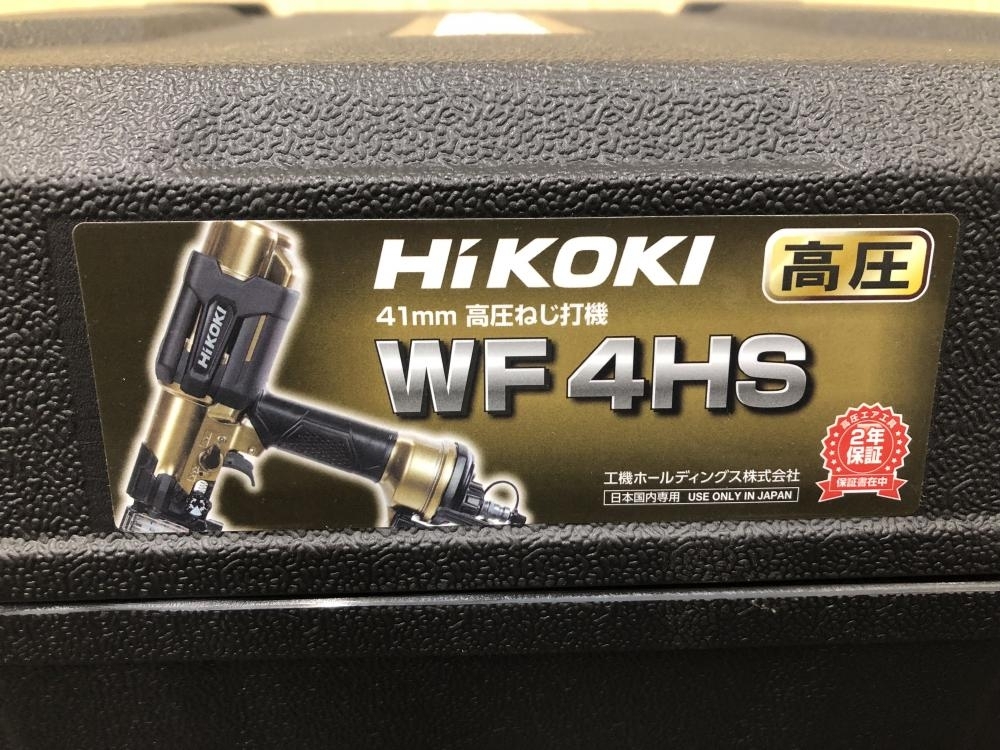 HiKOKI
高圧
41mm 高圧ねじ打機
HiKOKI
WF 4HS
高圧エア工具
2年
保証
保証書在中
工機ホールディングス株式会社
日本国内専用 USE ONLY IN JAPAN